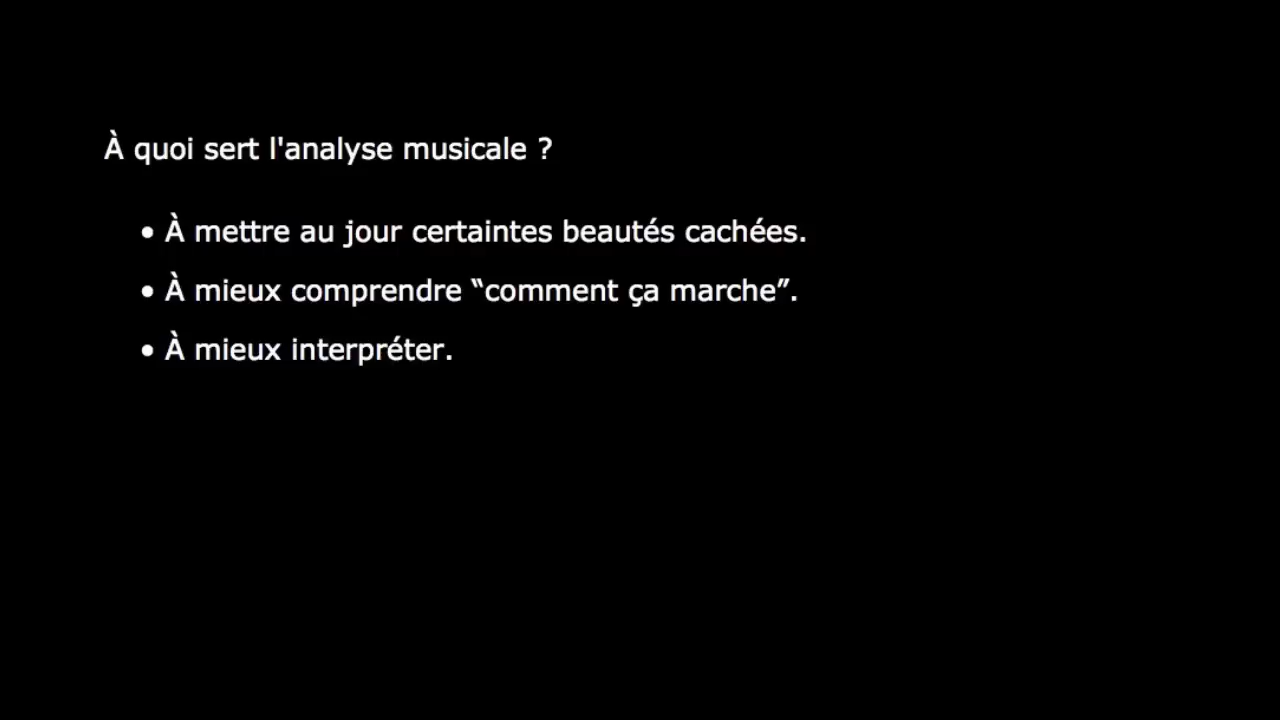 À quoi sert l'analyse musicale ?
• À mettre au jour certaintes beautés cachées.
• À mieux comprendre “comment ça marche”.
• À mieux interpréter.